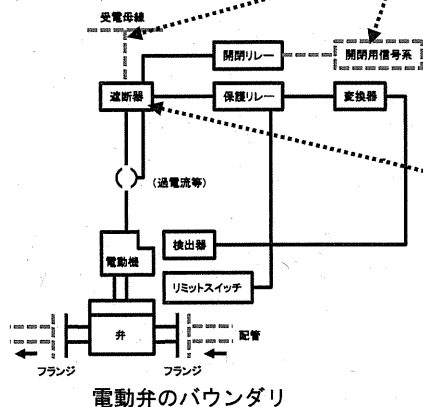 受電母線
開閉リレー
開閉用信号系
遮断器
保護リレー
変換器
(過電流等)
電動機
検出器
リミットスイッチ
弁
配管
フランジ
フランジ
電動弁のバウンダリ